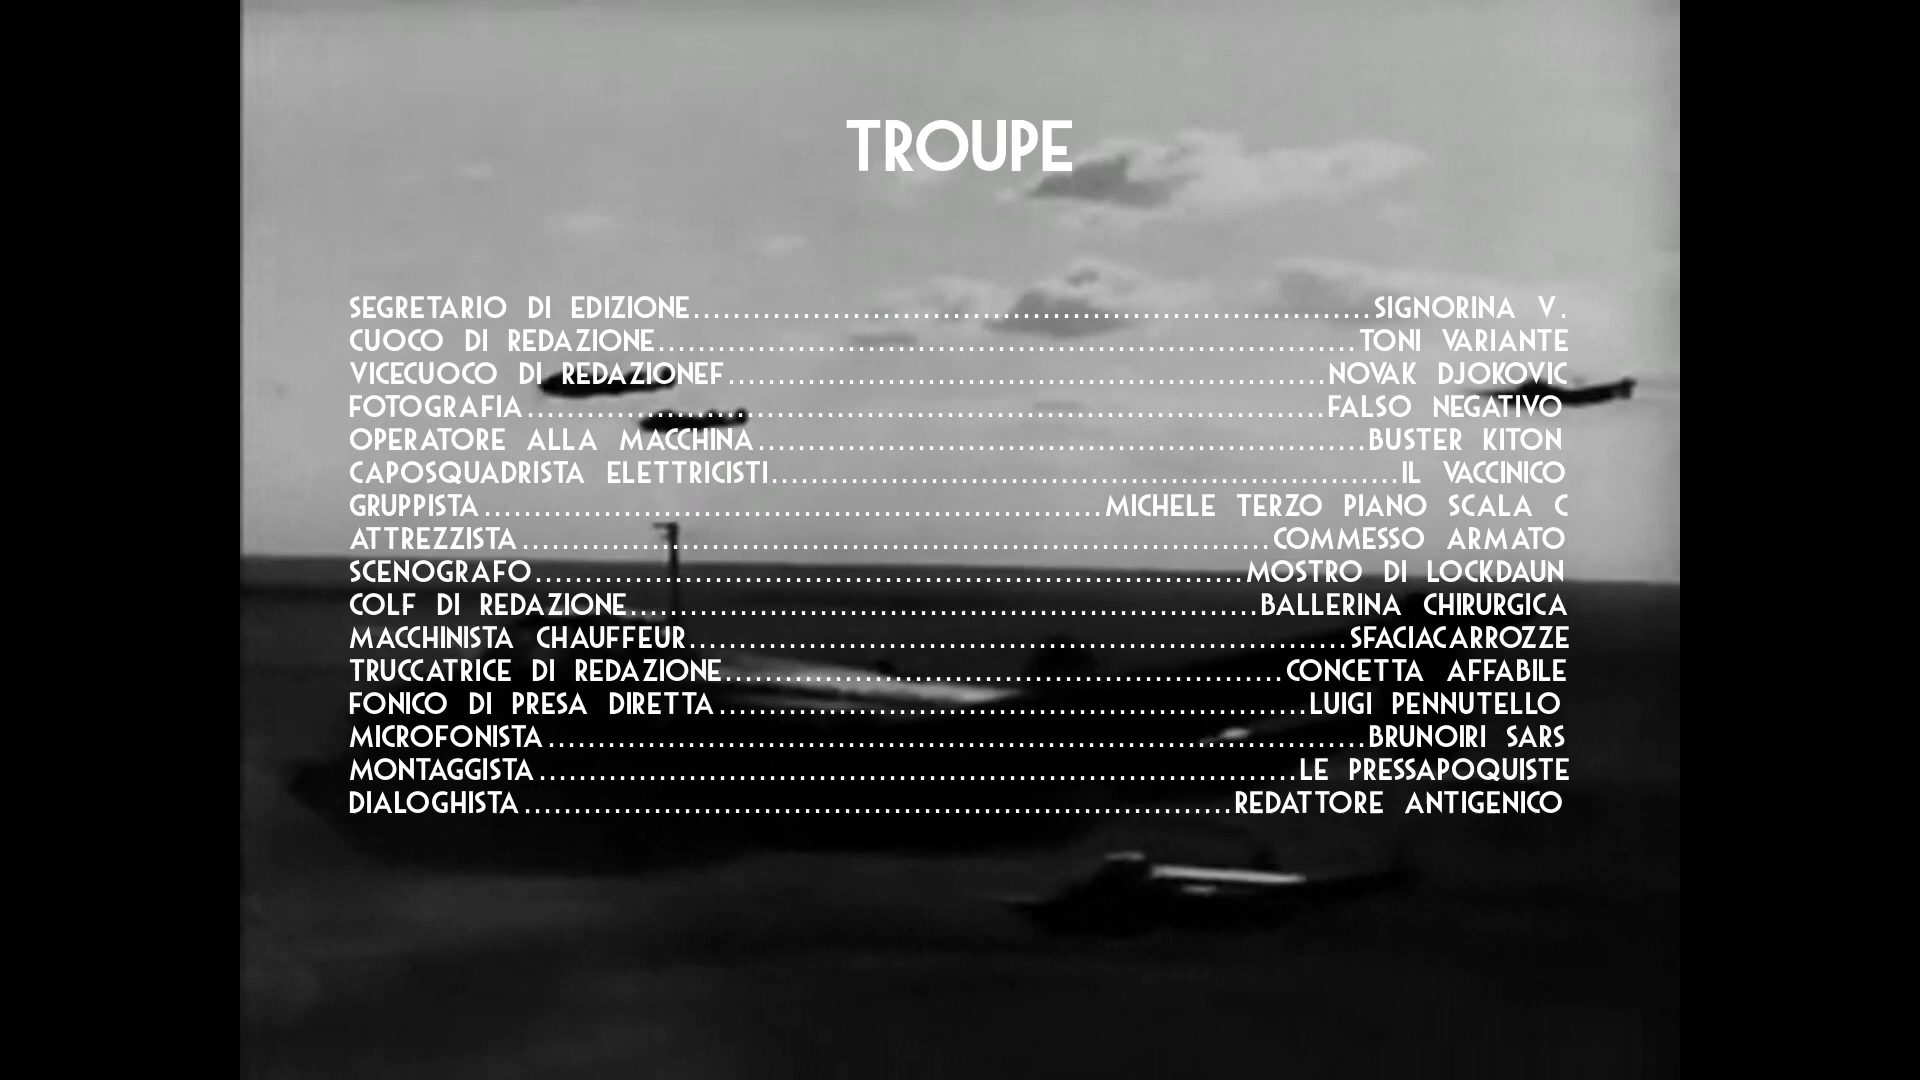 TROUPE
SEGRETARIO DI EDIZIONE......................................................SIGNORINA V.
CUOCO DI REDAZIONE........................................................TONI VARIANTE
VICECUOCO DI REDAZIONEF................................................NOVAK DJOKOVIC
FOTOGRAFIA................................................................FALSO NEGATIVO
OPERATORE ALLA MACCHINA.................................................BUSTER KITON
CAPOSQUADRISTA ELETTRICISTI..................................................IL VACCINICO
GRUPPISTA.................................................MICHELE TERZO PIANO SCALA C
ATTREZZISTA............................................................COMMESSO ARMATO
SCENOGRAFO.........................................................MOSTRO DI LOCKDAUN
COLF DI REDAZIONE..................................................BALLERINA CHIRURGICA
MACCHINISTA CHAUFFEUR.....................................................SFACIACARROZZE
TRUCCATRICE DI REDAZIONE.............................................CONCETTA AFFABILE
FONICO DI PRESA DIRETTA...............................................LUIGI PENNUTELLO
MICROFONISTA..................................................................BRUNOIRI SARS
MONTAGGISTA.............................................................LE PRESSAPOQUISTE
DIALOGHISTA.........................................................REDATTORE ANTIGENICO